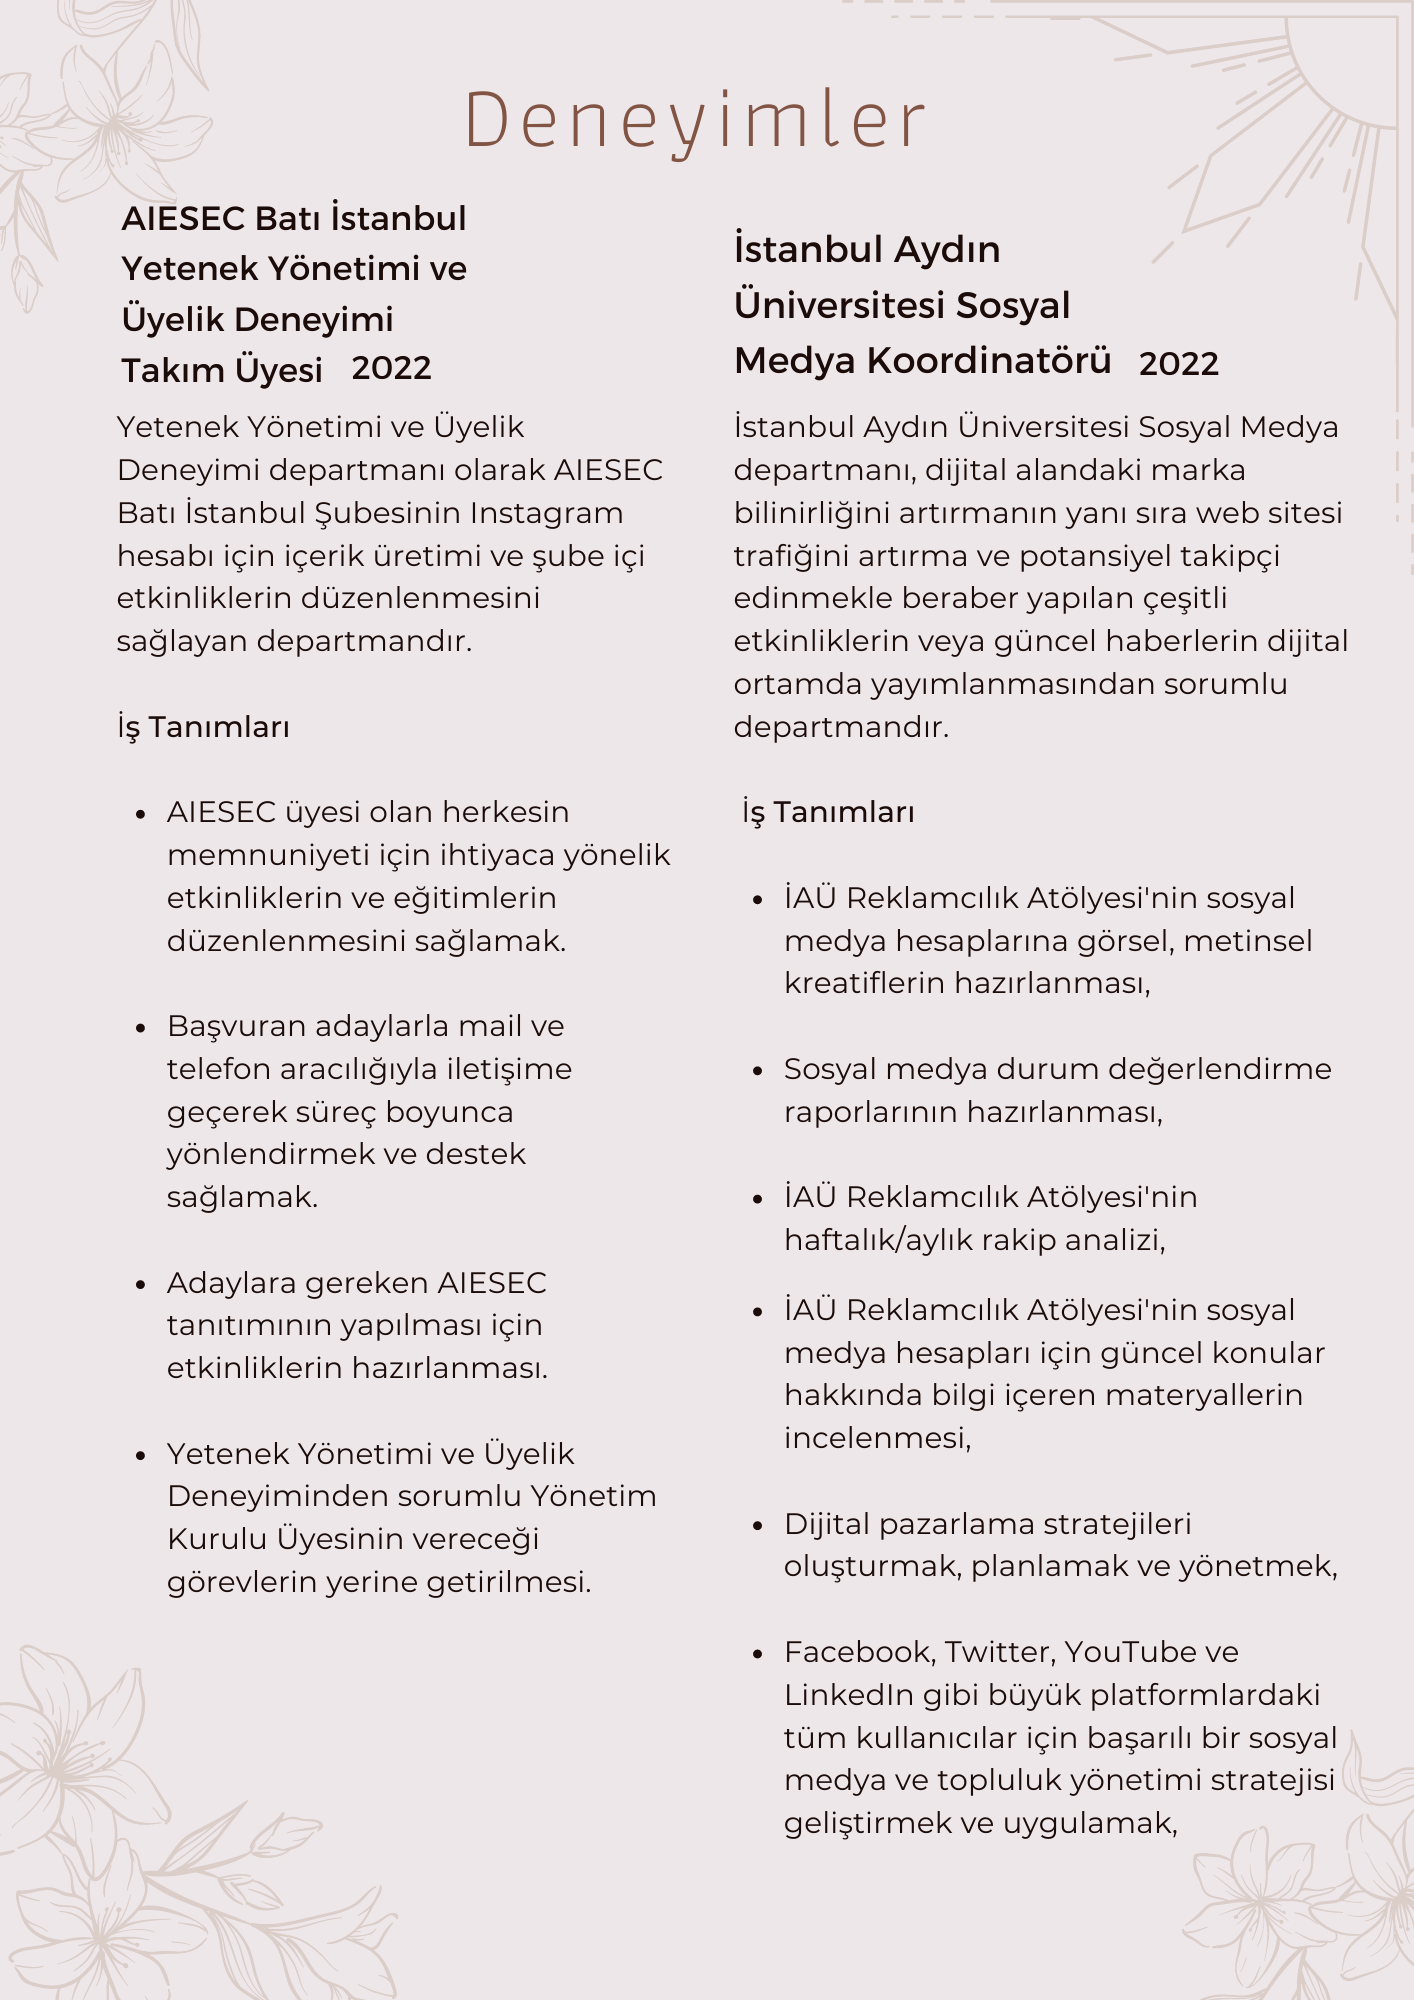 Deneyimler
AIESEC Batı İstanbul
Yetenek Yönetimi ve
Üyelik Deneyimi
Takım Üyesi 2022
Yetenek Yönetimi ve Üyelik
Deneyimi departmanı olarak AIESEC
Batı İstanbul Şubesinin Instagram
hesabı için içerik üretimi ve şube içi
etkinliklerin düzenlenmesini
sağlayan departmandır.
İş Tanımları
• AIESEC üyesi olan herkesin
memnuniyeti için ihtiyaca yönelik
etkinliklerin ve eğitimlerin
düzenlenmesini sağlamak.
• Başvuran adaylarla mail ve
telefon aracılığıyla iletişime
geçerek süreç boyunca
yönlendirmek ve destek
sağlamak.
• Adaylara gereken AIESEC
tanıtımının yapılması için
etkinliklerin hazırlanması.
• Yetenek Yönetimi ve Üyelik
Deneyiminden sorumlu Yönetim
Kurulu Üyesinin vereceği
görevlerin yerine getirilmesi.
İstanbul Aydın
Üniversitesi Sosyal
Medya Koordinatörü 2022
İstanbul Aydın Üniversitesi Sosyal Medya
departmanı, dijital alandaki marka
bilinirliğini artırmanın yanı sıra web sitesi
trafiğini artırma ve potansiyel takipçi
edinmekle beraber yapılan çeşitli
etkinliklerin veya güncel haberlerin dijital
ortamda yayımlanmasından sorumlu
departmandır.
İş Tanımları
• İAÜ Reklamcılık Atölyesi'nin sosyal
medya hesaplarına görsel, metinsel
kreatiflerin hazırlanması,
• Sosyal medya durum değerlendirme
raporlarının hazırlanması,
• İAÜ Reklamcılık Atölyesi'nin
haftalık/aylık rakip analizi,
• İAÜ Reklamcılık Atölyesi'nin sosyal
medya hesapları için güncel konular
hakkında bilgi içeren materyallerin
incelenmesi,
• Dijital pazarlama stratejileri
oluşturmak, planlamak ve yönetmek,
• Facebook, Twitter, YouTube ve
LinkedIn gibi büyük platformlardaki
tüm kullanıcılar için başarılı bir sosyal
medya ve topluluk yönetimi stratejisi
geliştirmek ve uygulamak,